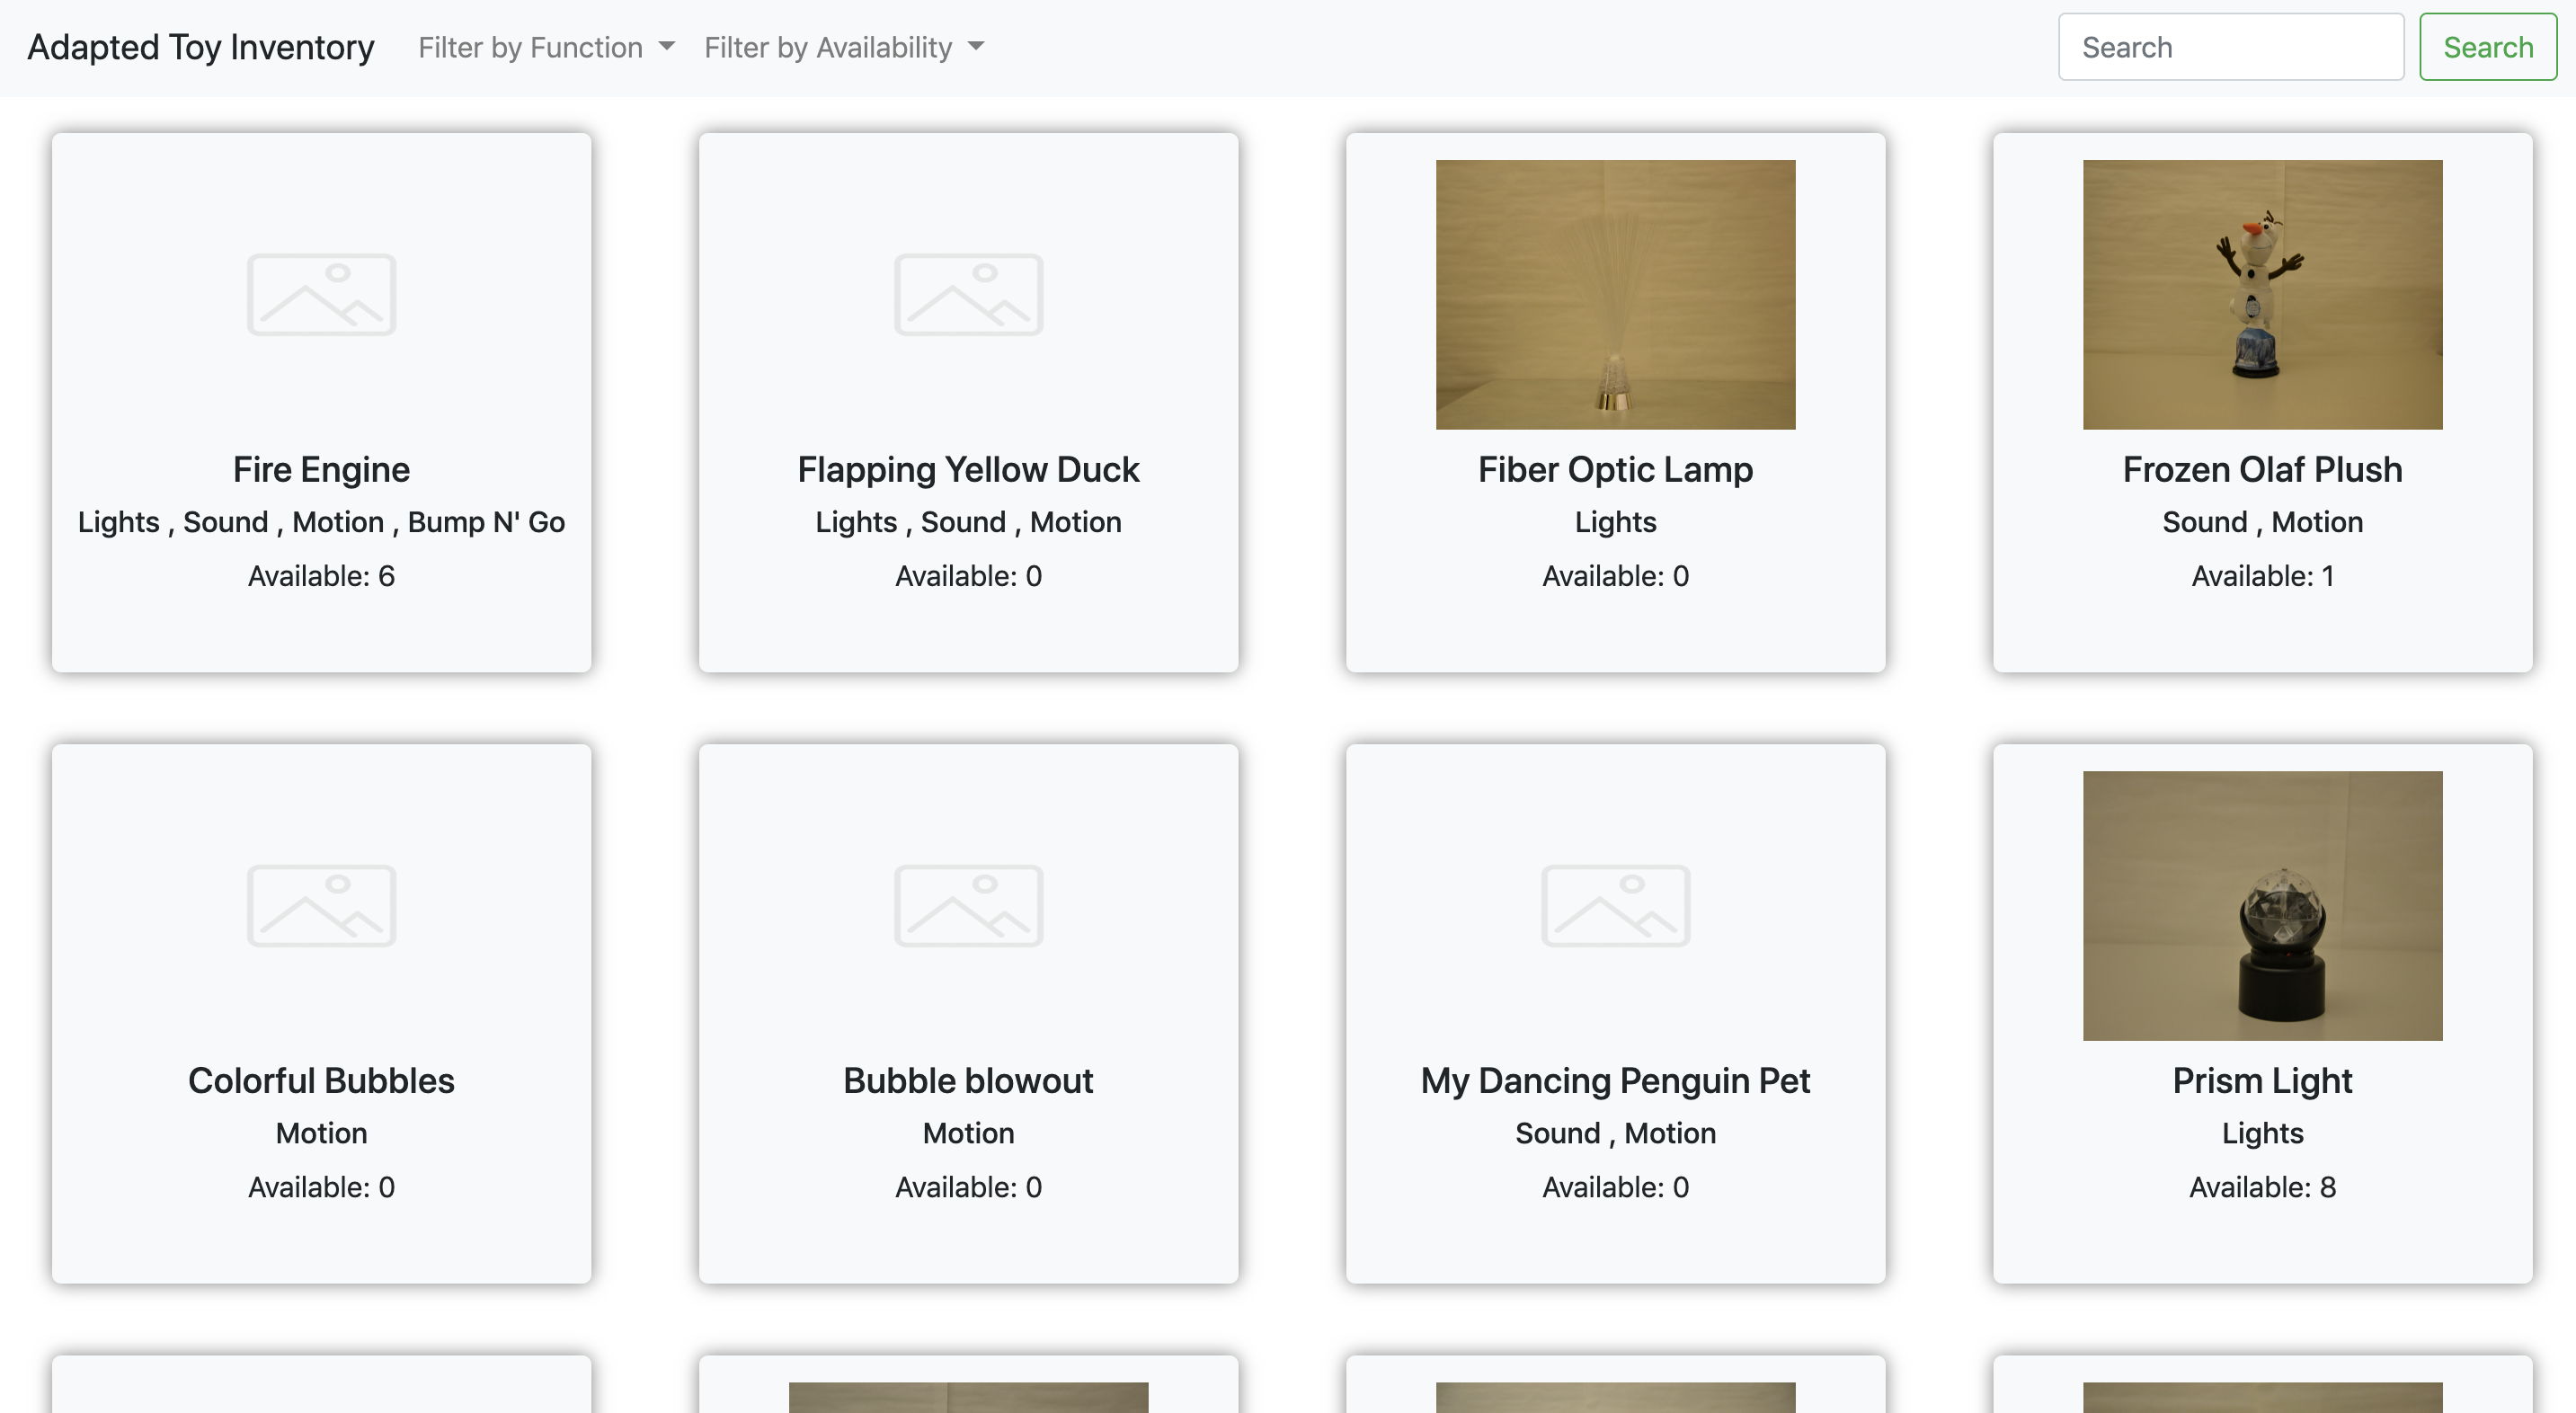 Adapted Toy Inventory Filter by Function Filter by Availability Search Search
Fire Engine
Lights , Sound , Motion , Bump N' Go
Available: 6
Flapping Yellow Duck
Lights , Sound , Motion
Available: 0
Fiber Optic Lamp
Lights
Available: 0
Frozen Olaf Plush
Sound , Motion
Available: 1
Colorful Bubbles
Motion
Available: 0
Bubble blowout
Motion
Available: 0
My Dancing Penguin Pet
Sound , Motion
Available: 0
Prism Light
Lights
Available: 8